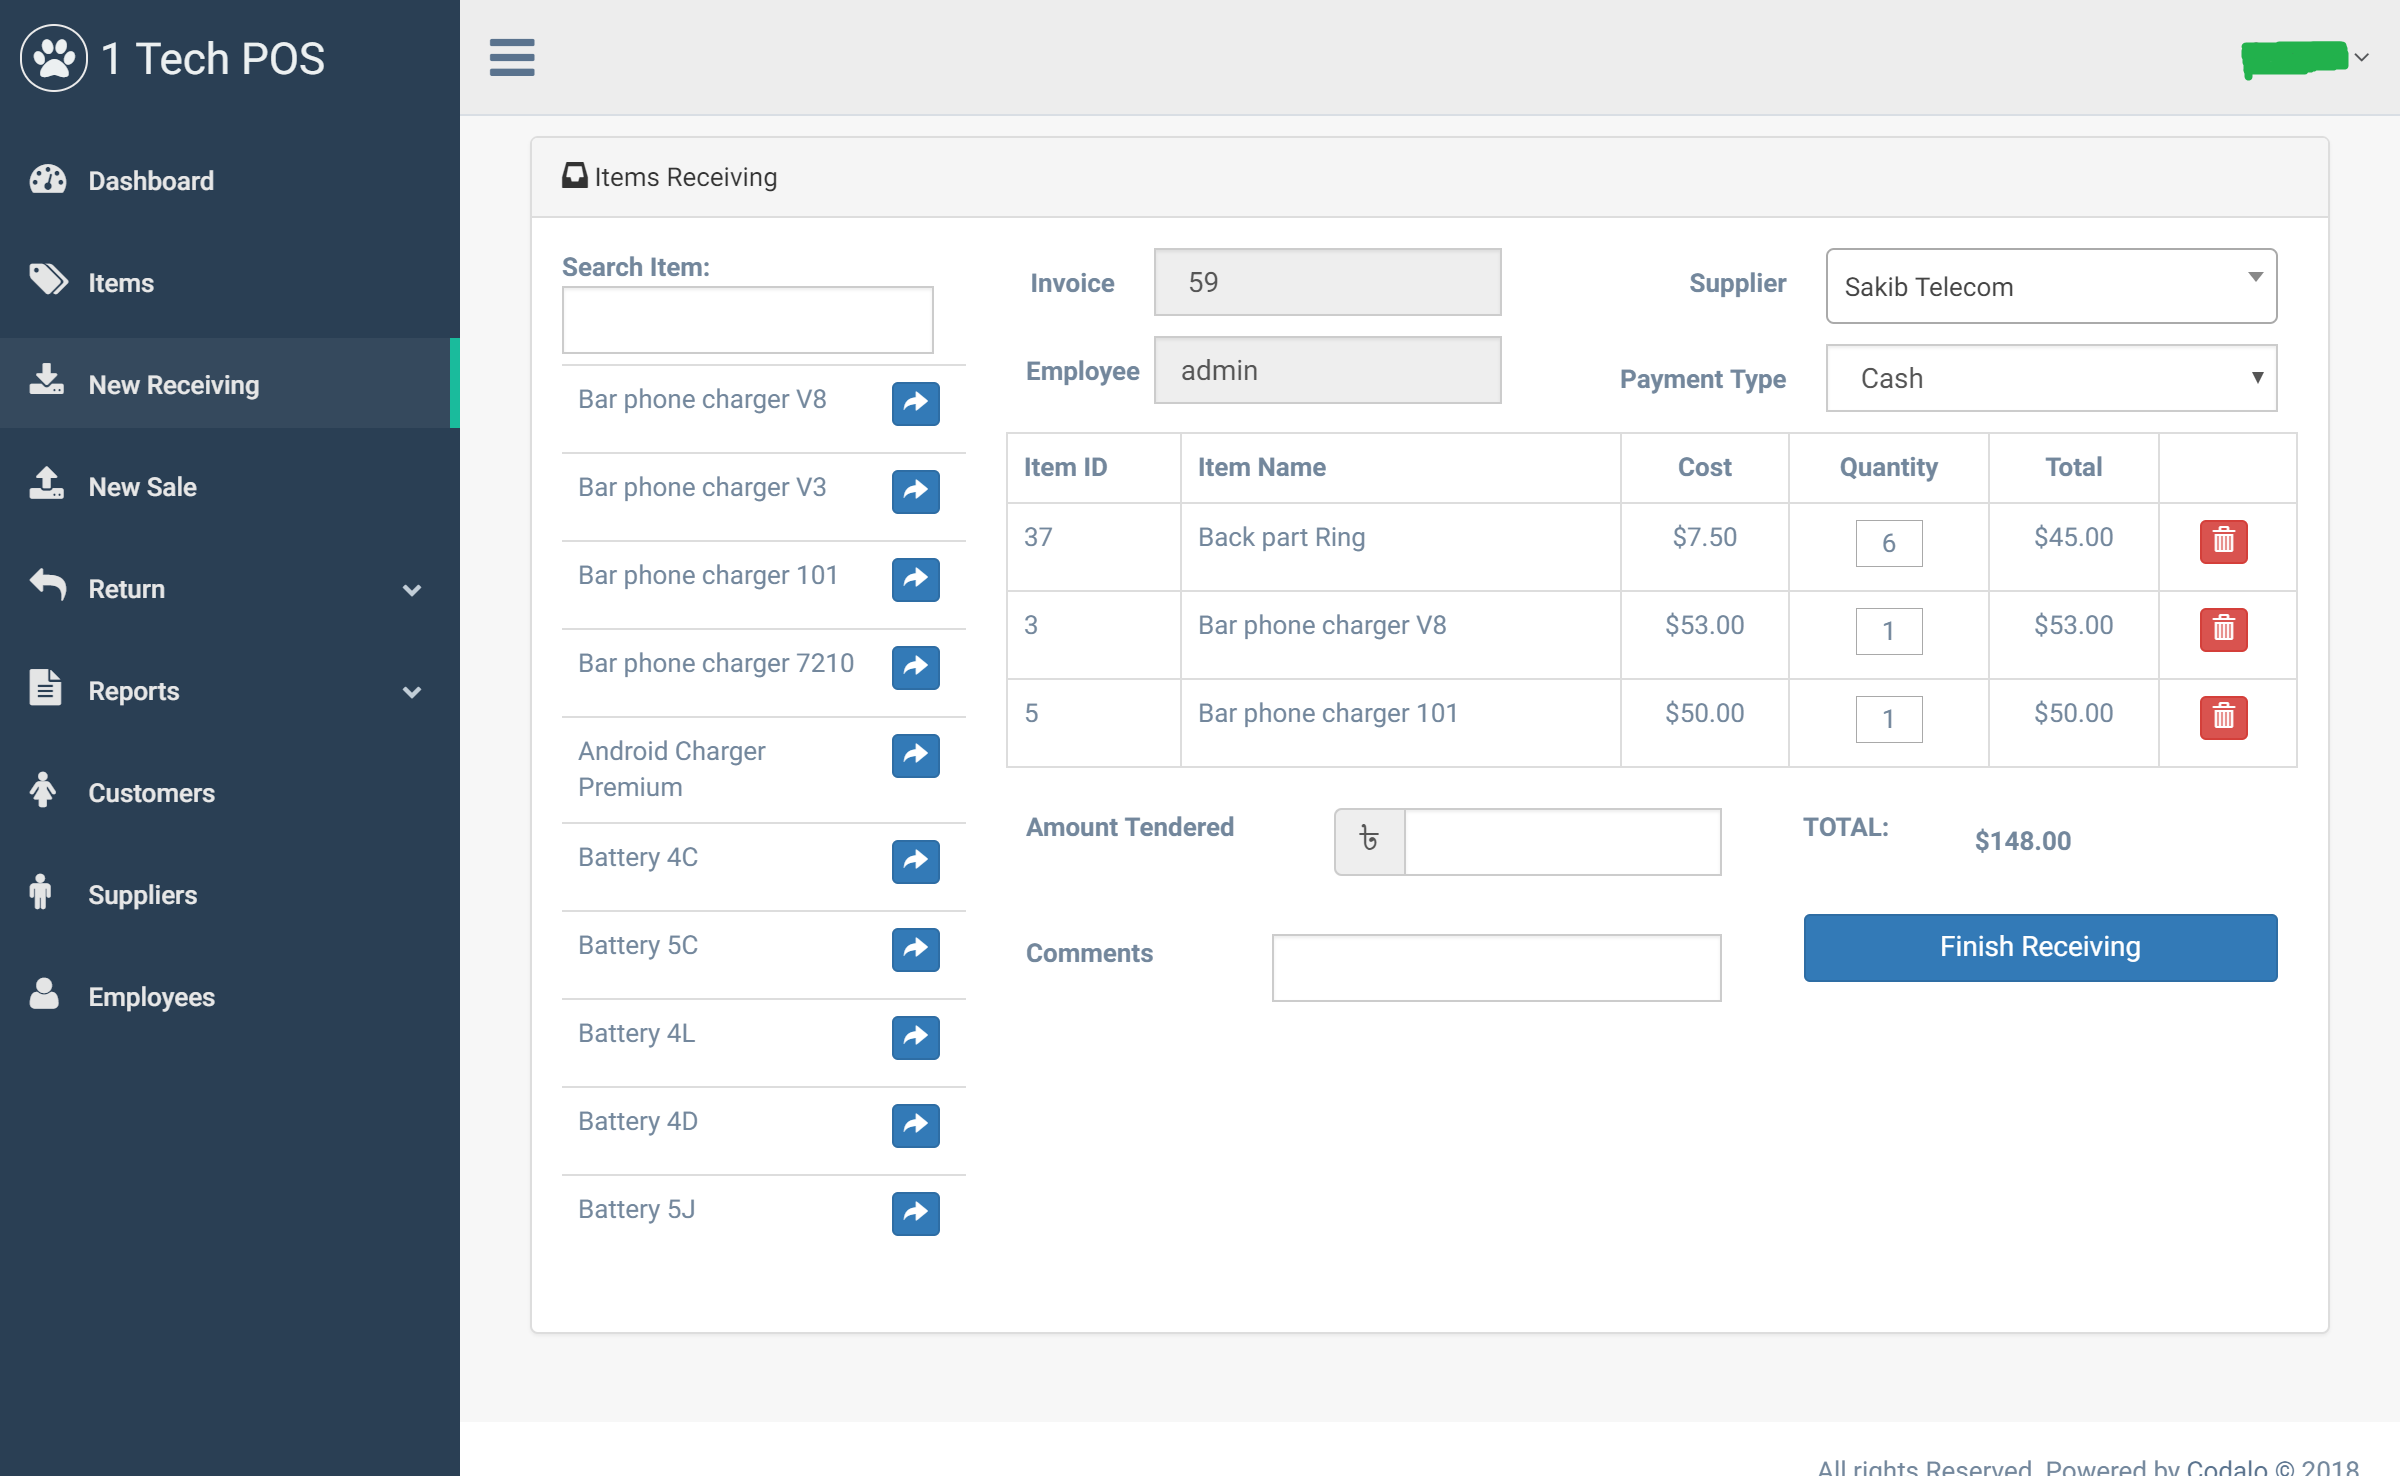 1 Tech POS
Dashboard
Items
New Receiving
New Sale
Return
Reports
Customers
Suppliers
Employees
Items Receiving
Search Item:
Bar phone charger V8
Bar phone charger V3
Bar phone charger 101
Bar phone charger 7210
Android Charger
Premium
Battery 4C
Battery 5C
Battery 4L
Battery 4D
Battery 5J
Invoice 59 Supplier Sakib Telecom
Employee admin Payment Type Cash
Item ID Item Name Cost Quantity Total
37 Back part Ring $7.50 6 $45.00
3 Bar phone charger V8 $53.00 1 $53.00
5 Bar phone charger 101 $50.00 1 $50.00
Amount Tendered ৳ TOTAL: $148.00
Comments Finish Receiving
All rights Reserved. Powered by Codalo © 2018